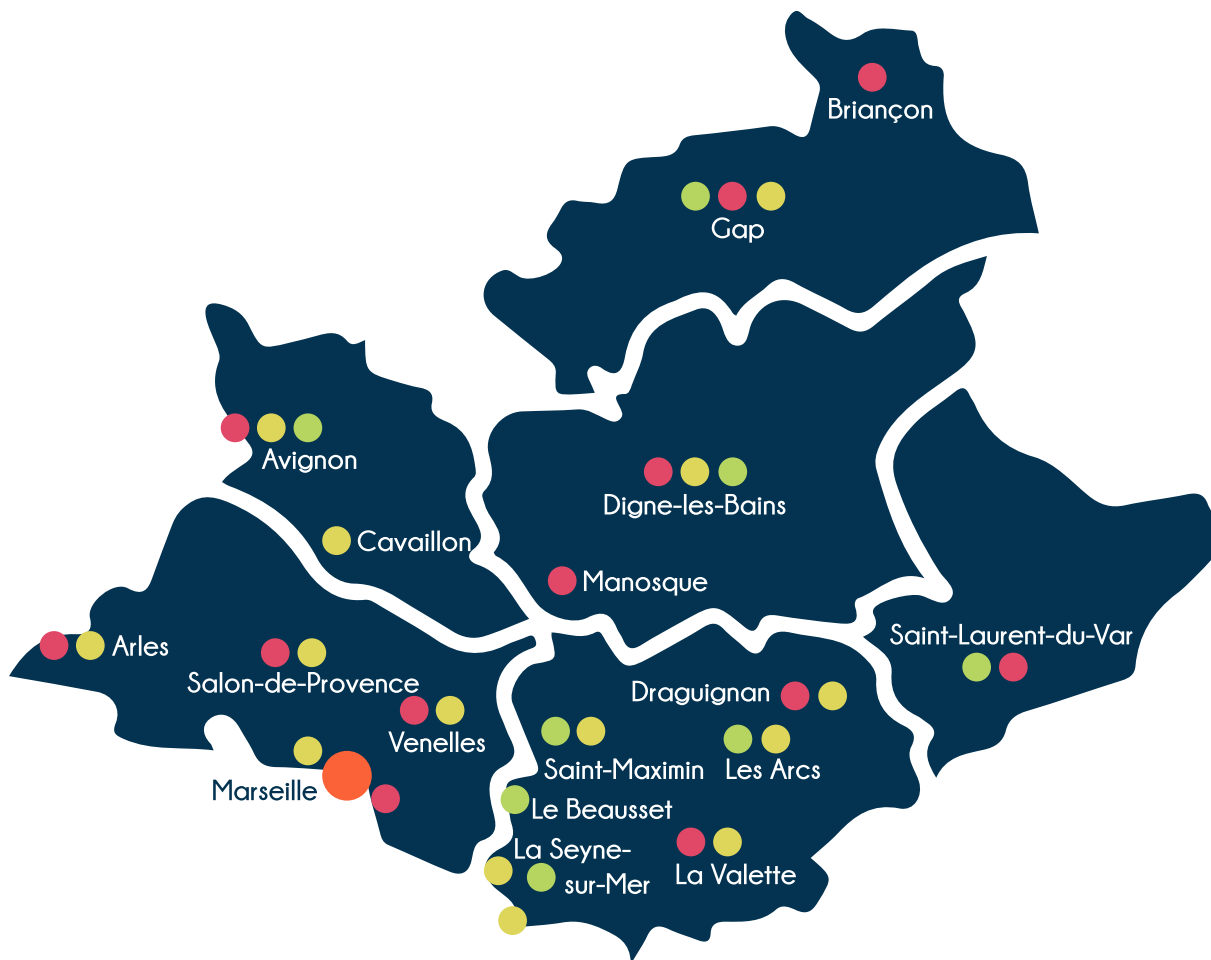 Briançon
Gap
Avignon
Digne-les-Bains
Cavaillon
Manosque
Saint-Laurent-du-Var
Arles
Salon-de-Provence
Draguignan
Venelles
Saint-Maximin
Les Arcs
Marseille
Le Beausset
La Seyne-
sur-Mer
La Valette